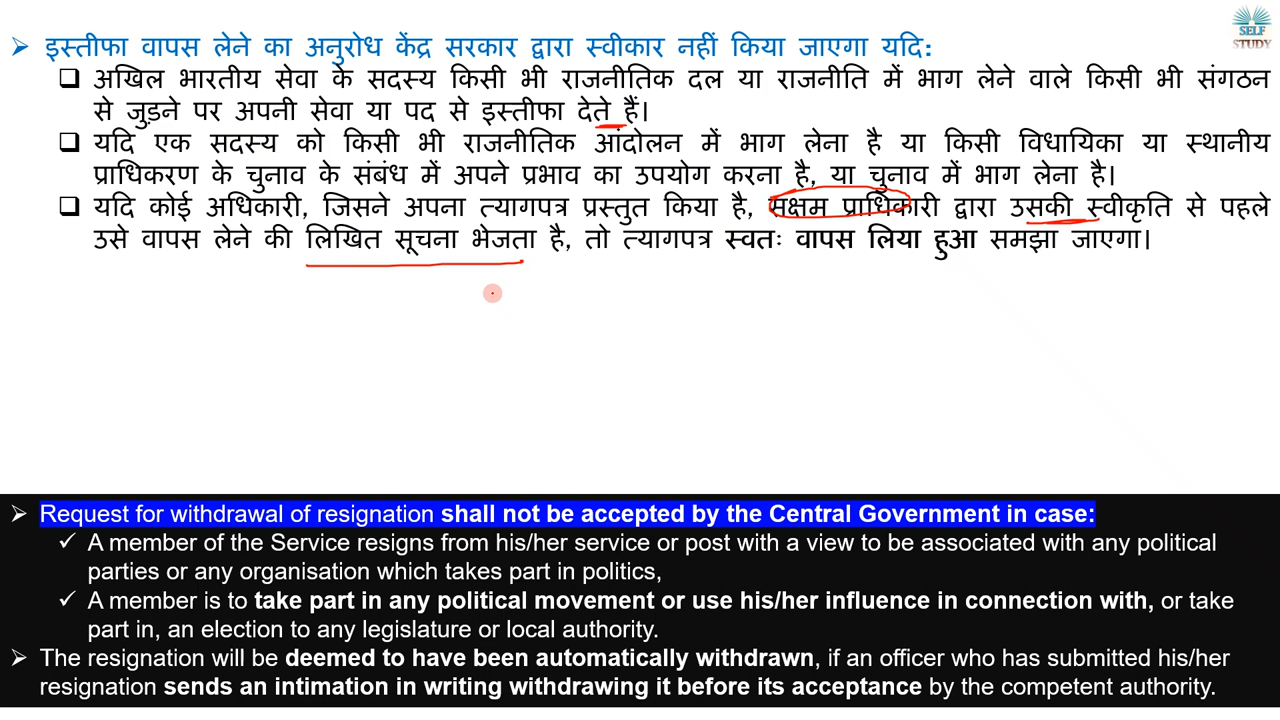 SELF
STUDY
➢ इस्तीफा वापस लेने का अनुरोध केंद्र सरकार द्वारा स्वीकार नहीं किया जाएगा यदि:
❑ अखिल भारतीय सेवा के सदस्य किसी भी राजनीतिक दल या राजनीति में भाग लेने वाले किसी भी संगठन
से जुड़ने पर अपनी सेवा या पद से इस्तीफा देते हैं।
❑ यदि एक सदस्य को किसी भी राजनीतिक आंदोलन में भाग लेना है या किसी विधायिका या स्थानीय
प्राधिकरण के चुनाव के संबंध में अपने प्रभाव का उपयोग करना है, या चुनाव में भाग लेना है।
❑ यदि कोई अधिकारी, जिसने अपना त्यागपत्र प्रस्तुत किया है, सक्षम प्राधिकारी द्वारा उसकी स्वीकृति से पहले
उसे वापस लेने की लिखित सूचना भेजता है, तो त्यागपत्र स्वतः वापस लिया हुआ समझा जाएगा।
➢ Request for withdrawal of resignation shall not be accepted by the Central Government in case:
✓ A member of the Service resigns from his/her service or post with a view to be associated with any political
parties or any organisation which takes part in politics,
✓ A member is to take part in any political movement or use his/her influence in connection with, or take
part in, an election to any legislature or local authority.
➢ The resignation will be deemed to have been automatically withdrawn, if an officer who has submitted his/her
resignation sends an intimation in writing withdrawing it before its acceptance by the competent authority.